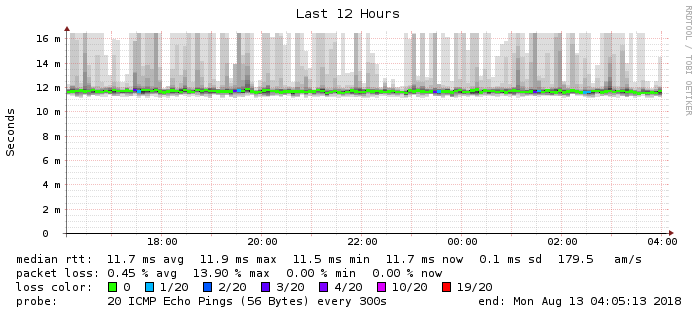 Last 12 Hours
RRDTOOL / TOBI OETIKER
Seconds
16 m
14 m
12 m
10 m
8 m
6 m
4 m
2 m
0
18:00 20:00 22:00 00:00 02:00 04:00
median rtt: 11.7 ms avg 11.9 ms max 11.5 ms min 11.7 ms now 0.1 ms sd 179.5 am/s
packet loss: 0.45 % avg 13.90 % max 0.00 % min 0.00 % now
loss color: 0 1/20 2/20 3/20 4/20 10/20 19/20
probe: 20 ICMP Echo Pings (56 Bytes) every 300s end: Mon Aug 13 04:05:13 2018